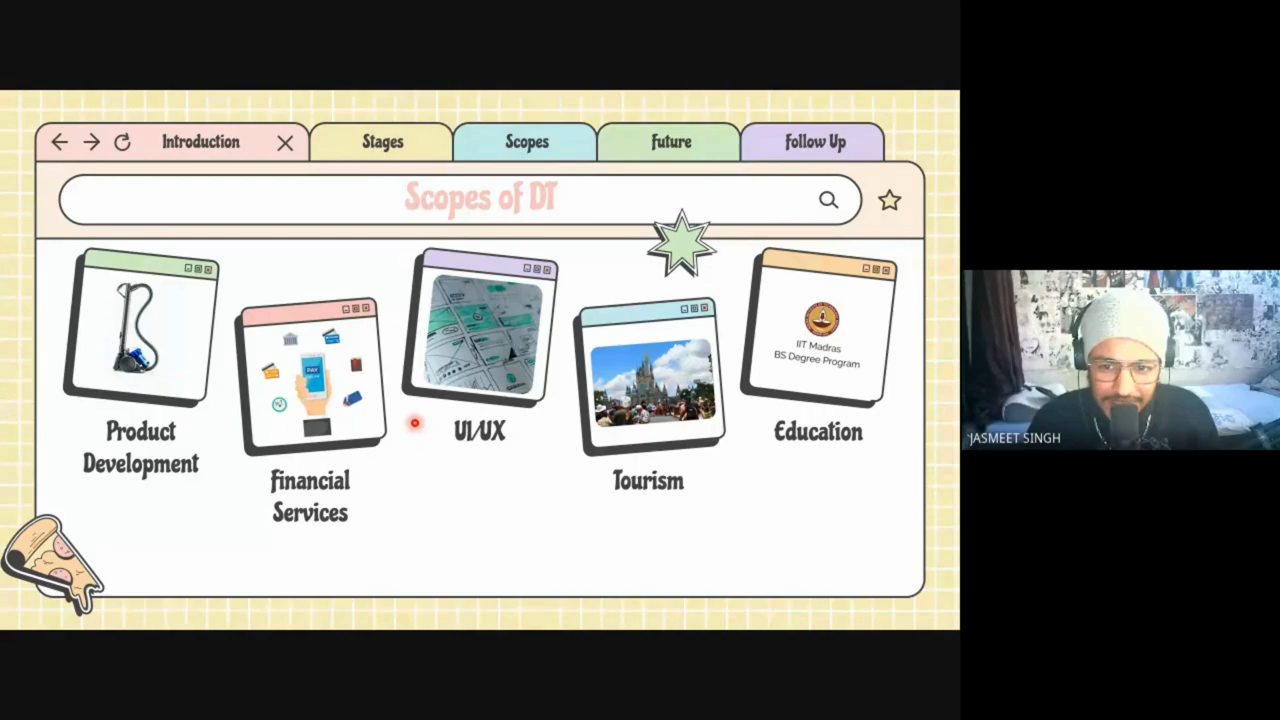 Introduction
Stages
Scopes
Future
Follow Up
Scopes of DT
PAY
IIT Madras
BS Degree Program
Product
Development
Financial
Services
UI/UX
Tourism
Education
JASMEET SINGH